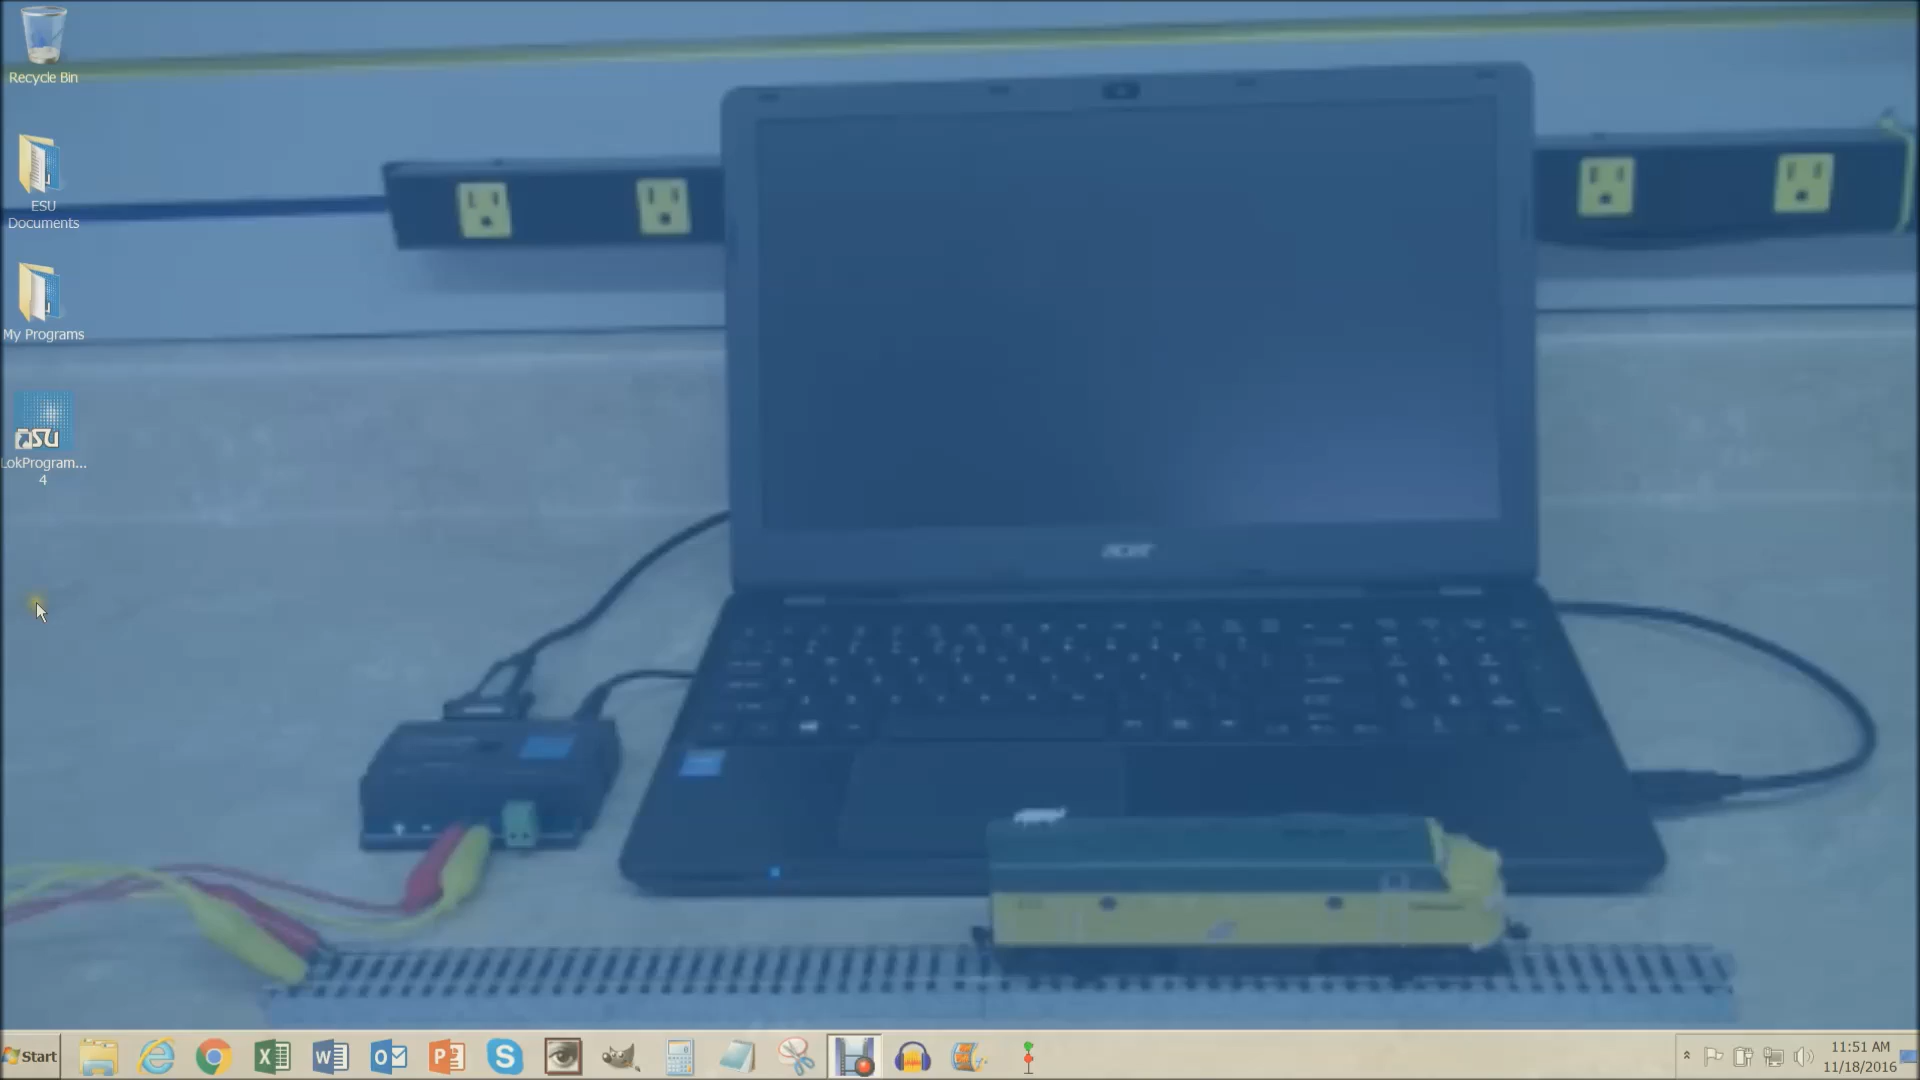 Recycle Bin
ESU
Documents
My Programs
ESU
LokProgram...
4
acer
Start
11:51 AM
11/18/2016